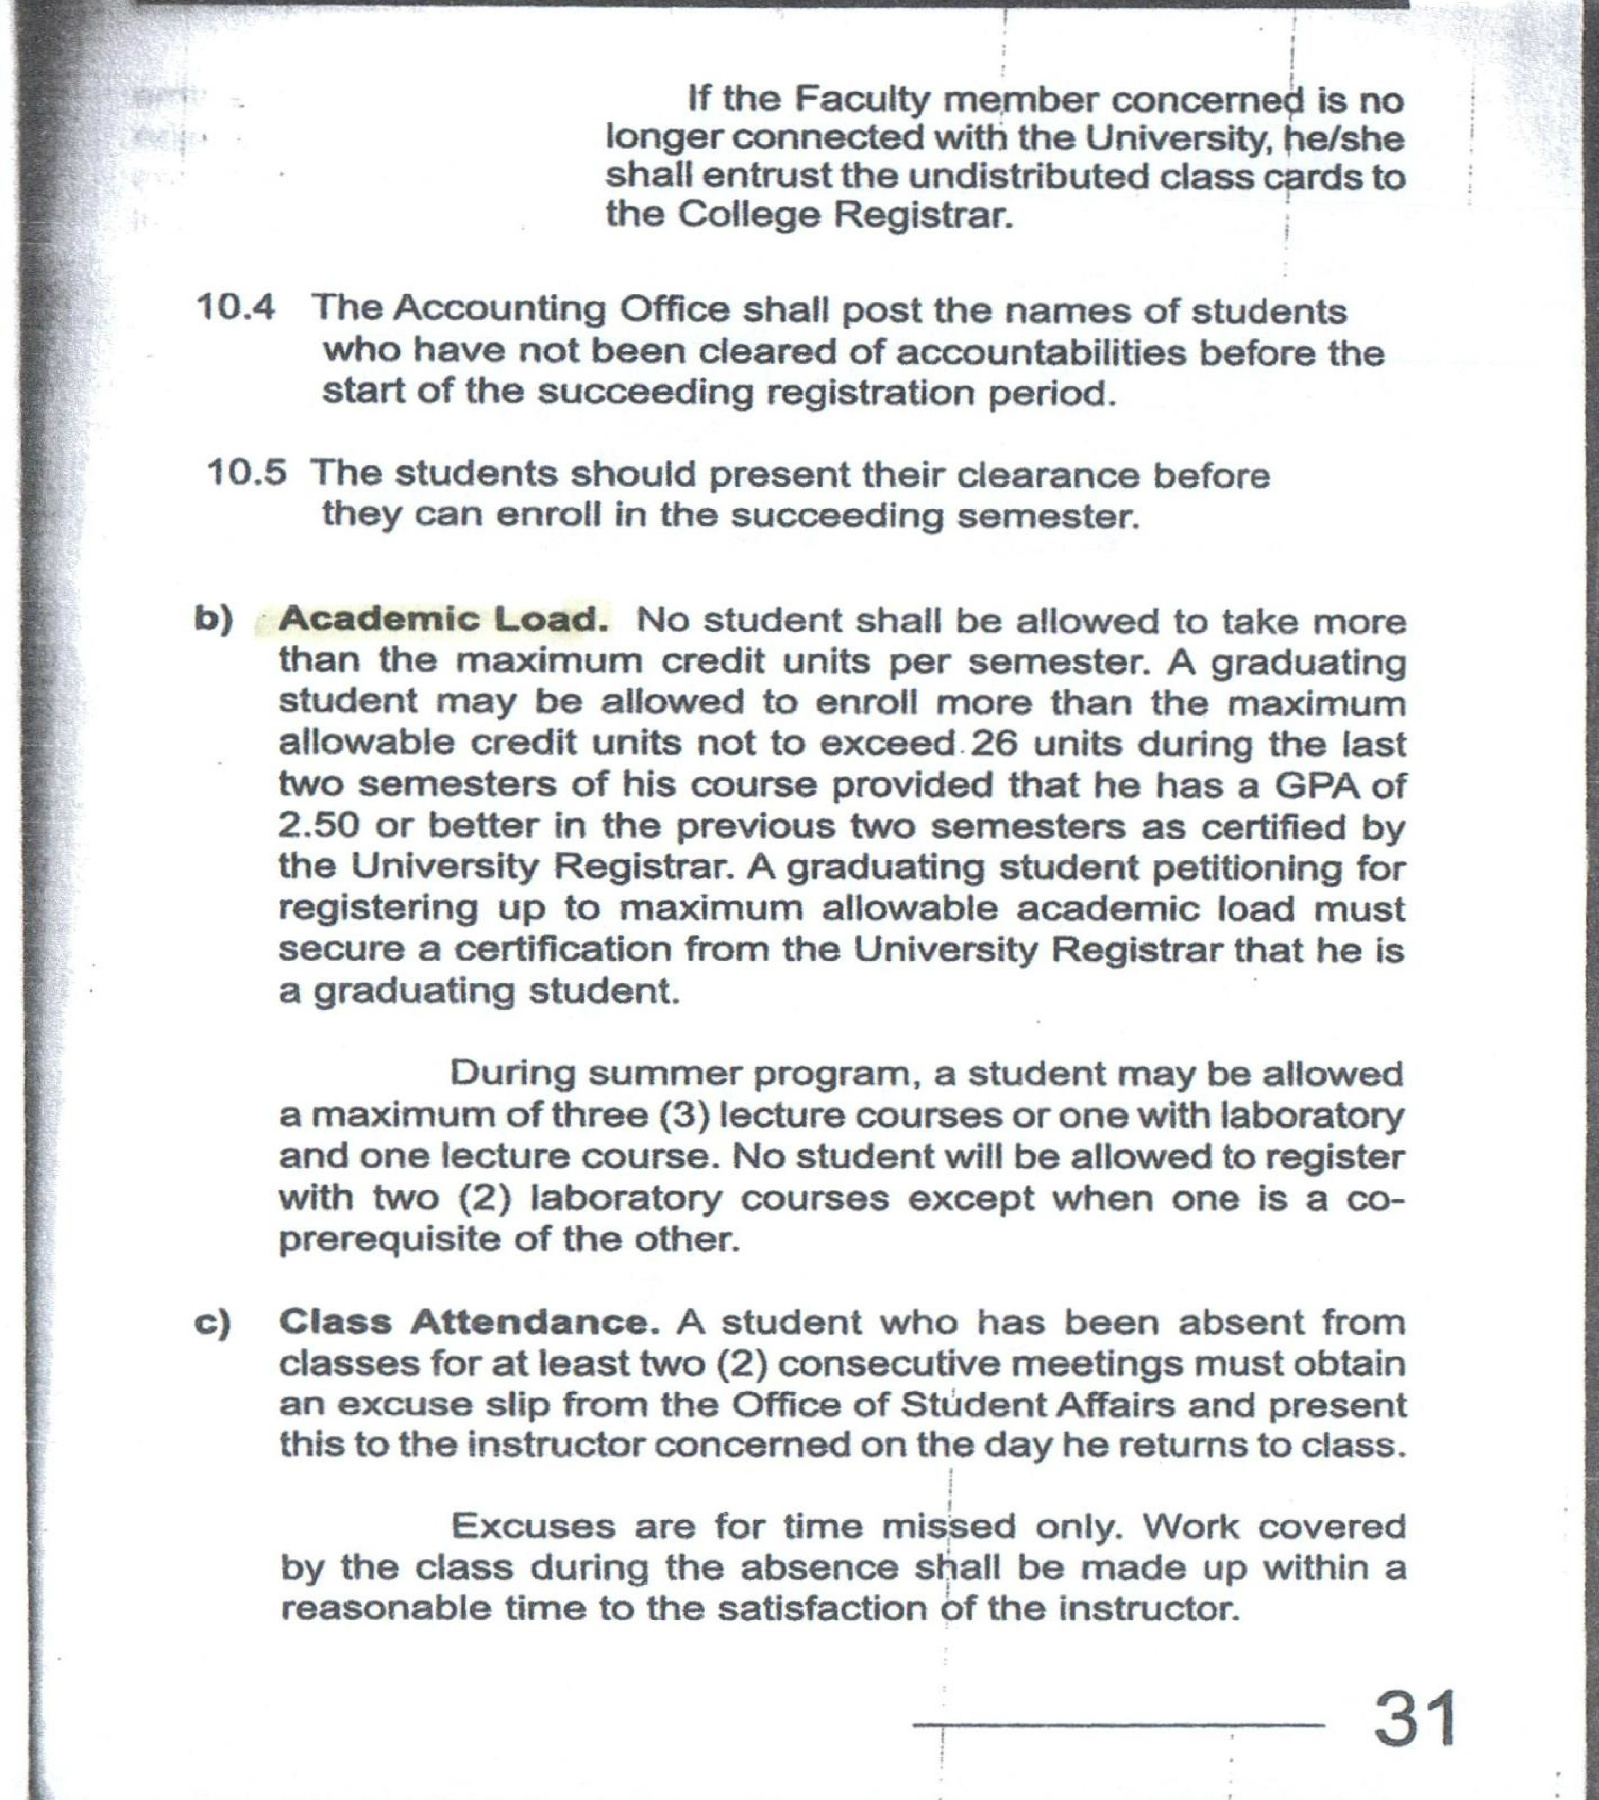 If the Faculty member concerned is no
longer connected with the University, he/she
shall entrust the undistributed class cards to
the College Registrar.
10.4 The Accounting Office shall post the names of students
who have not been cleared of accountabilities before the
start of the succeeding registration period.
10.5 The students should present their clearance before
they can enroll in the succeeding semester.
b) Academic Load. No student shall be allowed to take more
than the maximum credit units per semester. A graduating
student may be allowed to enroll more than the maximum
allowable credit units not to exceed 26 units during the last
two semesters of his course provided that he has a GPA of
2.50 or better in the previous two semesters as certified by
the University Registrar. A graduating student petitioning for
registering up to maximum allowable academic load must
secure a certification from the University Registrar that he is
a graduating student.
During summer program, a student may be allowed
a maximum of three (3) lecture courses or one with laboratory
and one lecture course. No student will be allowed to register
with two (2) laboratory courses except when one is a co-
prerequisite of the other.
c) Class Attendance. A student who has been absent from
classes for at least two (2) consecutive meetings must obtain
an excuse slip from the Office of Student Affairs and present
this to the instructor concerned on the day he returns to class.
Excuses are for time missed only. Work covered
by the class during the absence shall be made up within a
reasonable time to the satisfaction of the instructor.
31